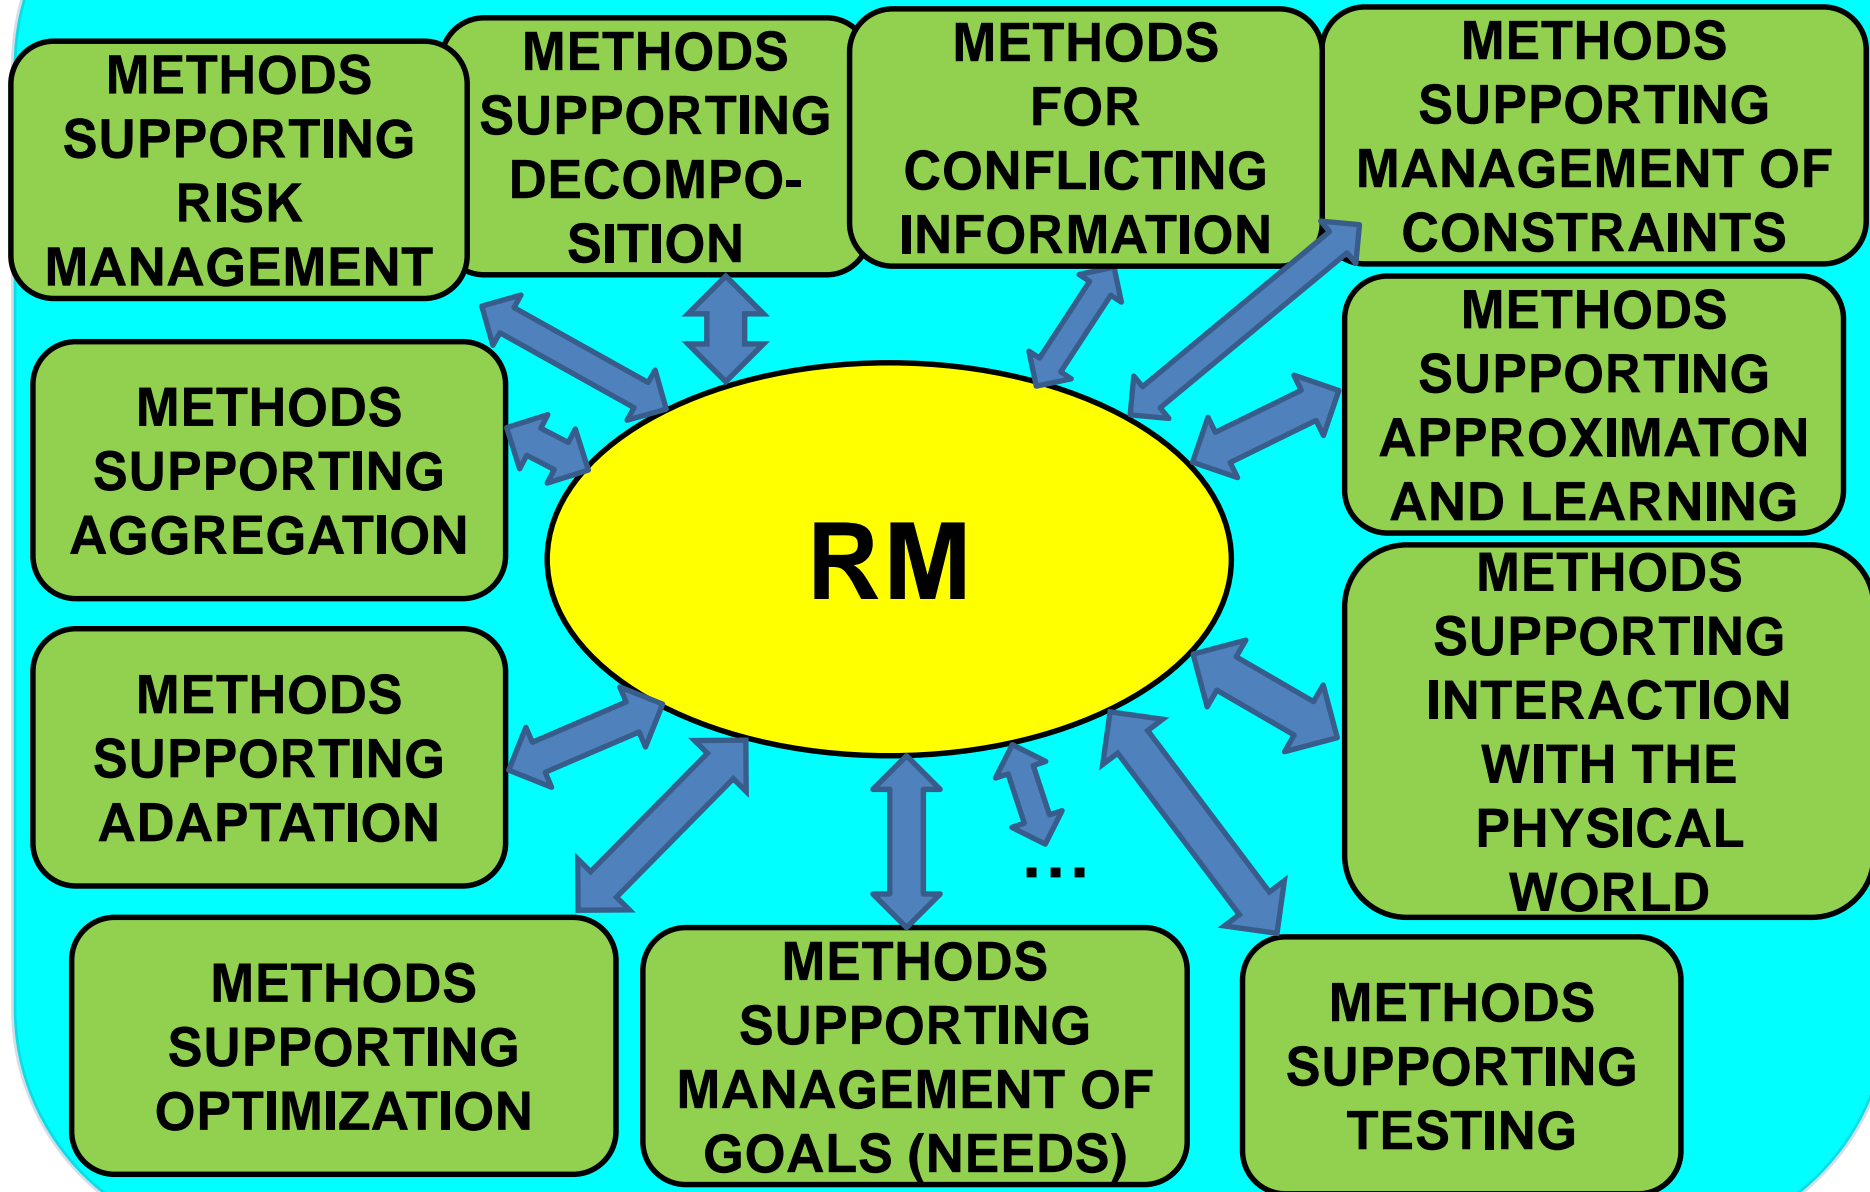 METHODS
SUPPORTING
RISK
MANAGEMENT
METHODS
SUPPORTING
DECOMPO-
SITION
METHODS
FOR
CONFLICTING
INFORMATION
METHODS
SUPPORTING
MANAGEMENT OF
CONSTRAINTS
METHODS
SUPPORTING
AGGREGATION
RM
METHODS
SUPPORTING
APPROXIMATON
AND LEARNING
METHODS
SUPPORTING
ADAPTATION
METHODS
SUPPORTING
INTERACTION
WITH THE
PHYSICAL
WORLD
...
METHODS
SUPPORTING
OPTIMIZATION
METHODS
SUPPORTING
MANAGEMENT OF
GOALS (NEEDS)
METHODS
SUPPORTING
TESTING